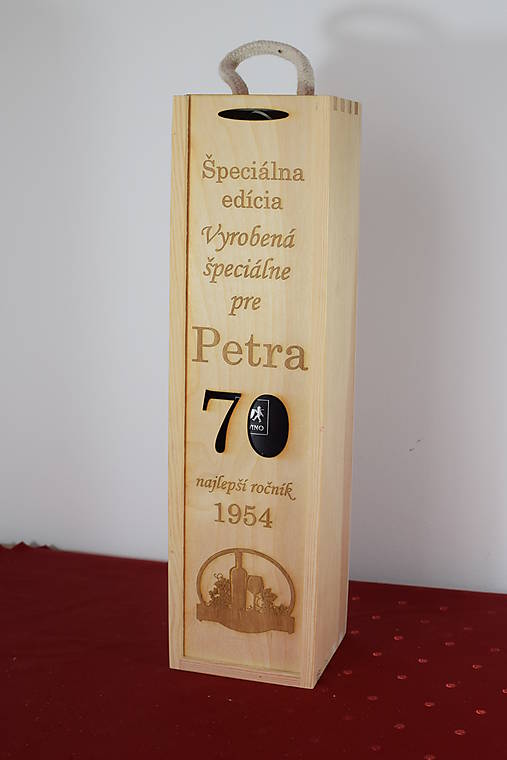 Špeciálna
edícia
Vyrobená
špeciálne
pre
Petra
70
najlepší ročník
1954